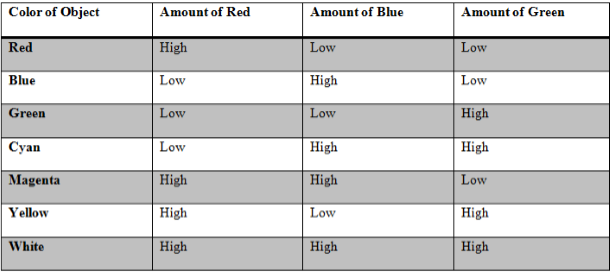 Color of Object Amount of Red Amount of Blue Amount of Green
Red High Low Low
Blue Low High Low
Green Low Low High
Cyan Low High High
Magenta High High Low
Yellow High Low High
White High High High